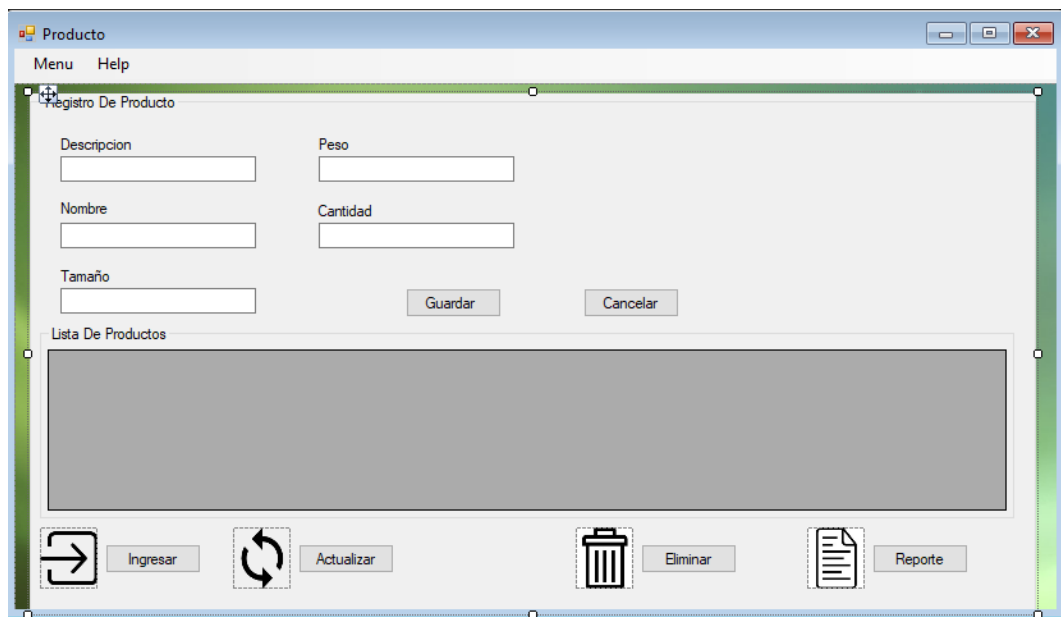 Producto
Menu Help
Registro De Producto
Descripcion Peso
Nombre Cantidad
Tamaño
Guardar Cancelar
Lista De Productos
Ingresar Actualizar Eliminar Reporte